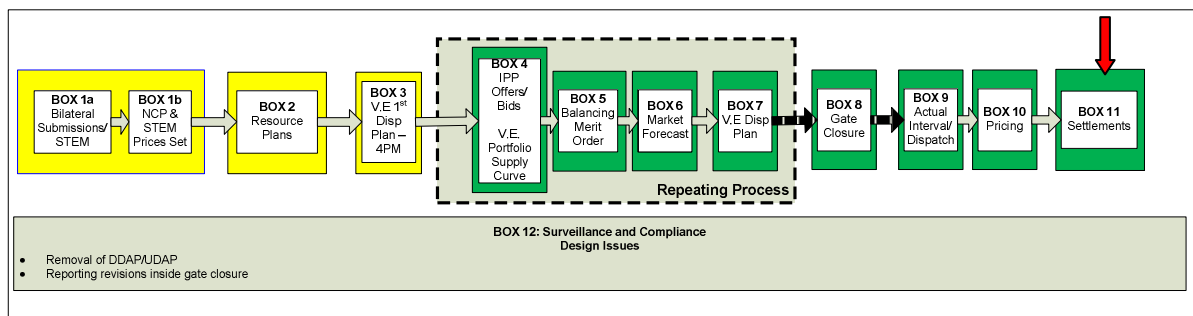 BOX 1a
Bilateral
Submissions/
STEM
BOX 1b
NCP &
STEM
Prices Set
BOX 2
Resource
Plans
BOX 3
V.E 1st
Disp
Plan –
4PM
BOX 4
IPP
Offers/
Bids
V.E.
Portfolio
Supply
Curve
BOX 5
Balancing
Merit
Order
BOX 6
Market
Forecast
BOX 7
V.E Disp
Plan
Repeating Process
BOX 8
Gate
Closure
BOX 9
Actual
Interval/
Dispatch
BOX 10
Pricing
BOX 11
Settlements
BOX 12: Surveillance and Compliance
Design Issues
• Removal of DDAP/UDAP
• Reporting revisions inside gate closure